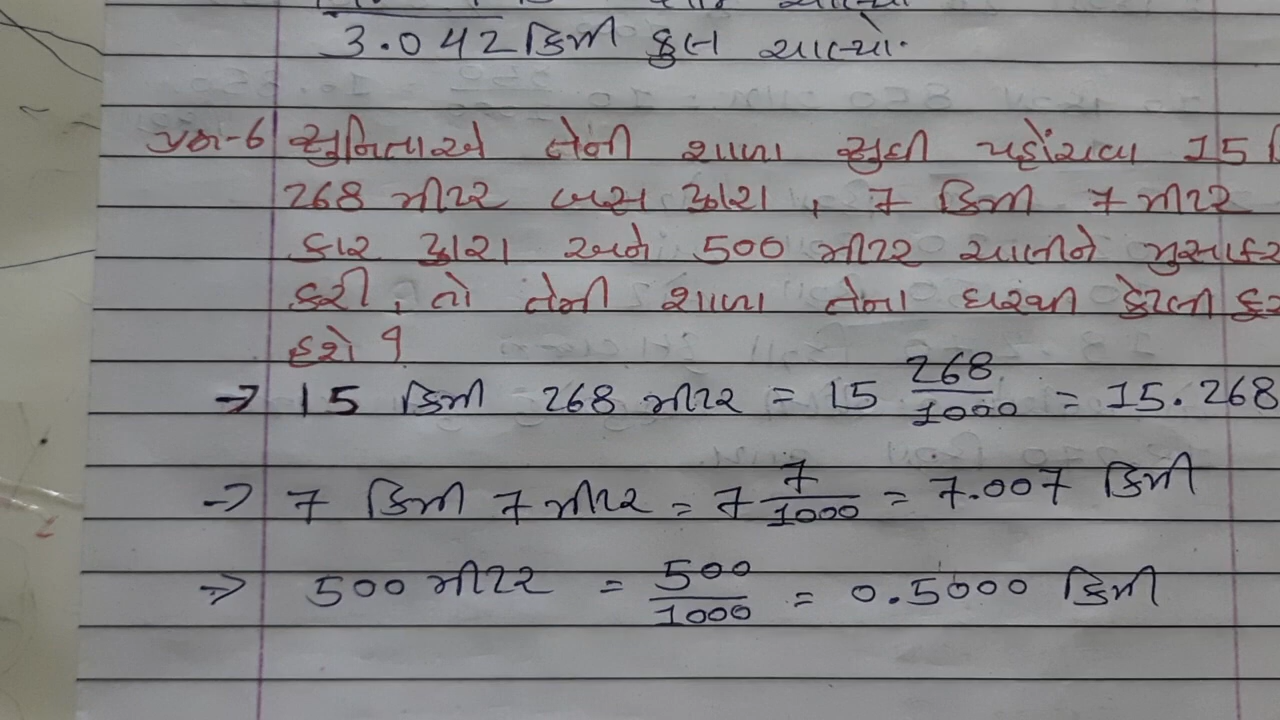 3.042 કિમી કુલ ચાલ્યો.
પ્રશ્ન-6 સુનિતાએ તેની શાળા સુધી પહોંચવા 15
268 મીટર બસ દ્વારા, 7 કિમી 7 મીટર
કાર દ્વારા અને 500 મીટર ચાલીને
કરી, તો તેની શાળા તેના ઘરથી કેટલી
હશે ?
→ 15 કિમી 268 મીટર = 15 268/1000 = 15.268
→ 7 કિમી 7 મીટર = 7 7/1000 = 7.007 કિમી
→ 500 મીટર = 500/1000 = 0.5000 કિમી